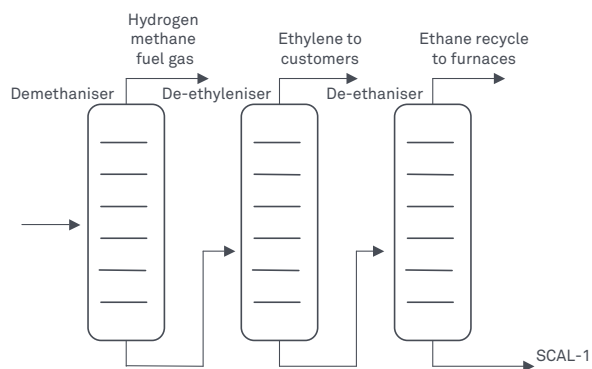 Hydrogen
methane
fuel gas
Ethylene to
customers
Ethane recycle
to furnaces
Demethaniser
De-ethyleniser
De-ethaniser
SCAL-1